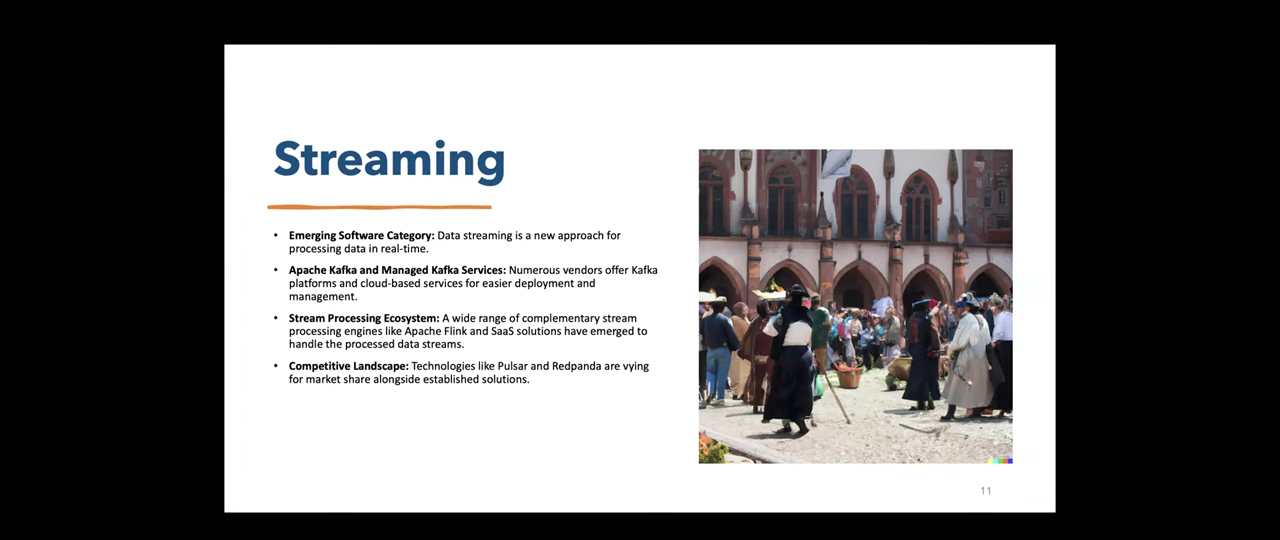 Streaming
• Emerging Software Category: Data streaming is a new approach for
processing data in real-time.
• Apache Kafka and Managed Kafka Services: Numerous vendors offer Kafka
platforms and cloud-based services for easier deployment and
management.
• Stream Processing Ecosystem: A wide range of complementary stream
processing engines like Apache Flink and SaaS solutions have emerged to
handle the processed data streams.
• Competitive Landscape: Technologies like Pulsar and Redpanda are vying
for market share alongside established solutions.
11